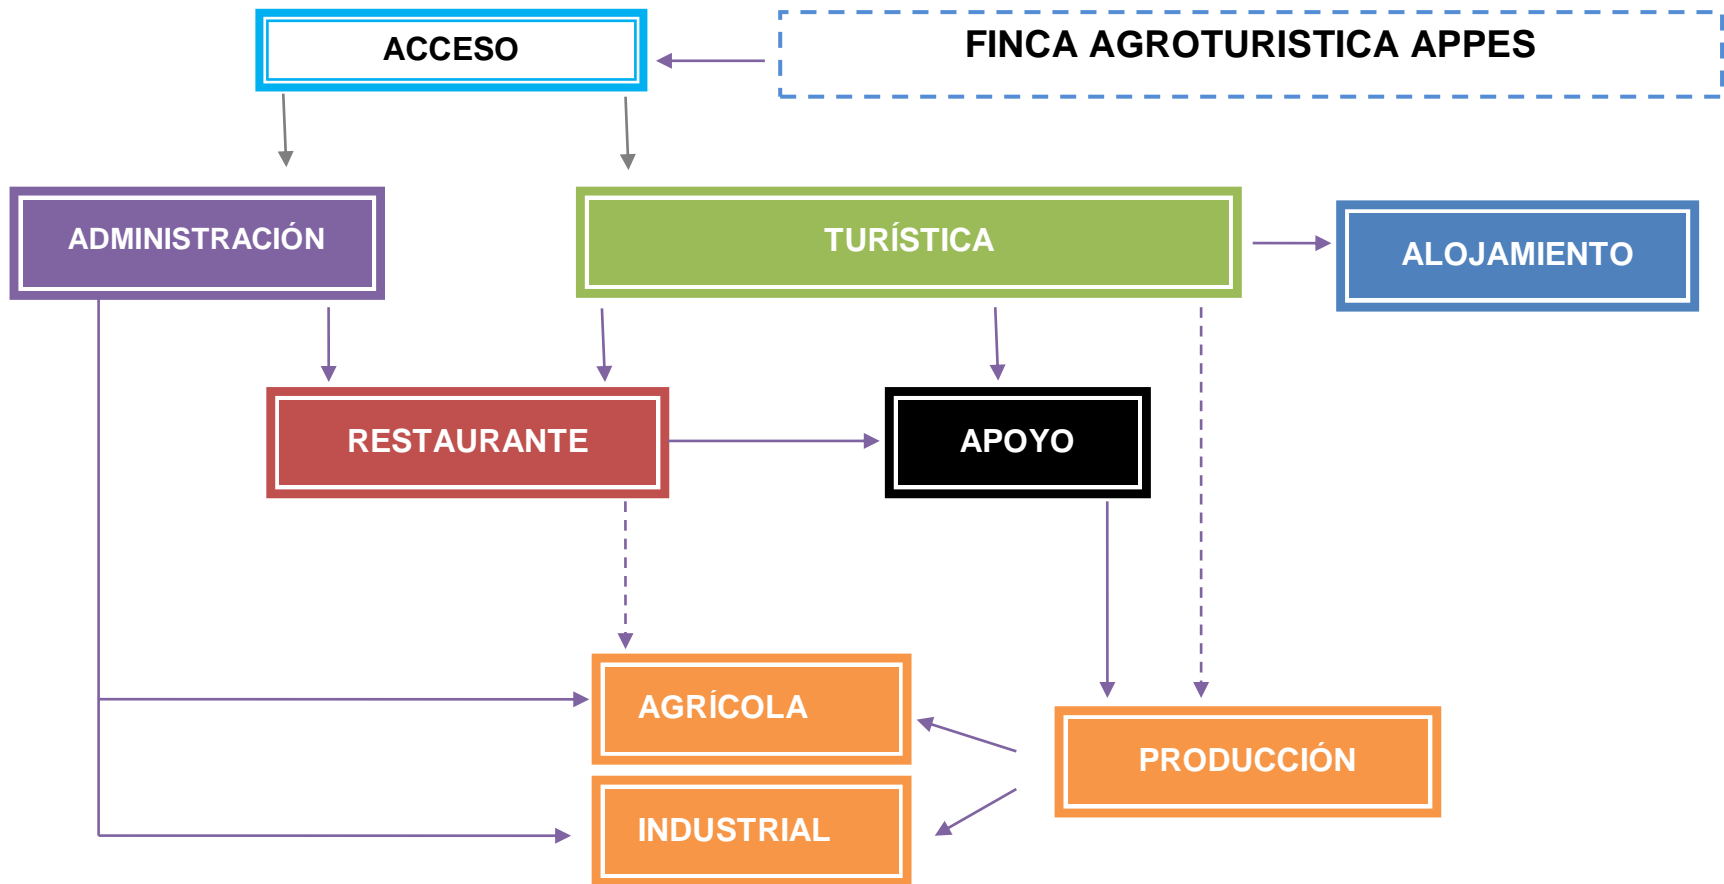 ACCESO
FINCA AGROTURISTICA APPES
ADMINISTRACIÓN
TURÍSTICA
ALOJAMIENTO
RESTAURANTE
APOYO
AGRÍCOLA
PRODUCCIÓN
INDUSTRIAL